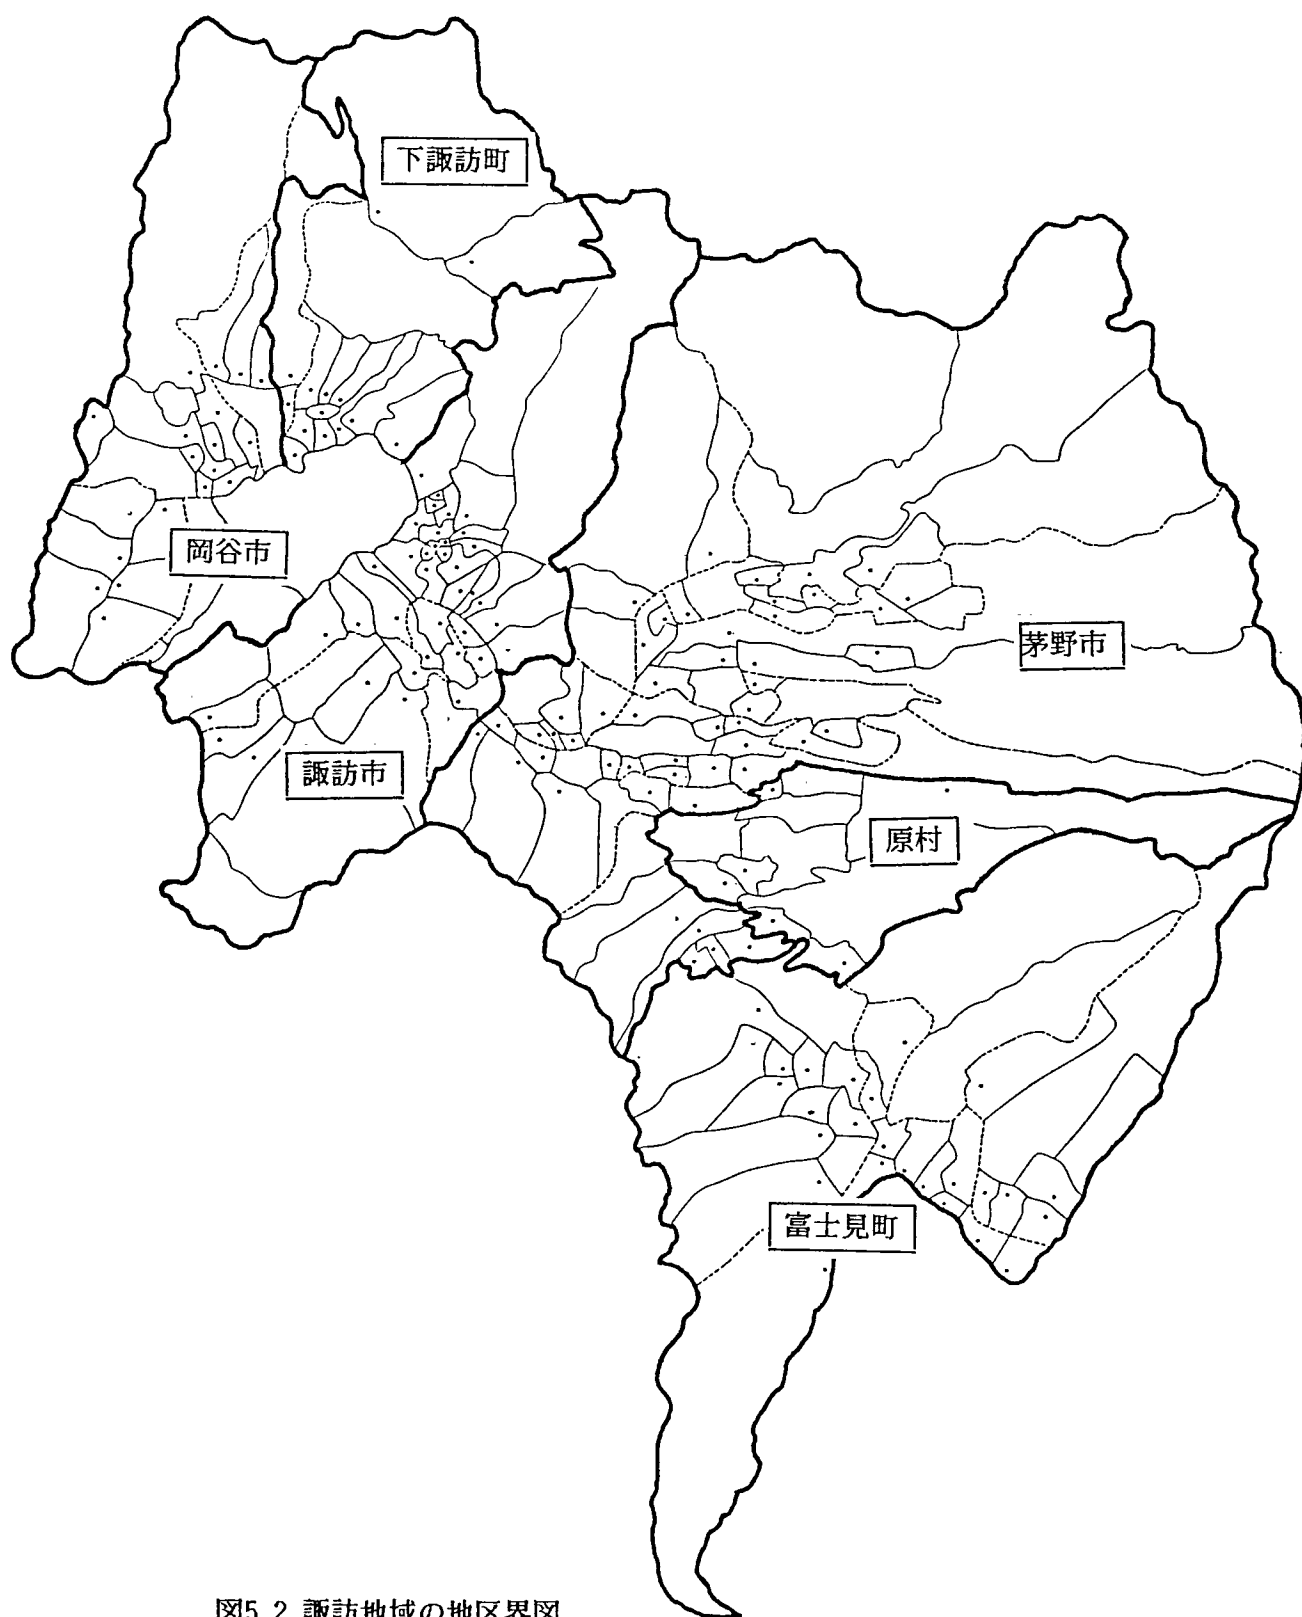 下諏訪町
岡谷市
茅野市
諏訪市
原村
富士見町
図5.2 諏訪地域の地区界図